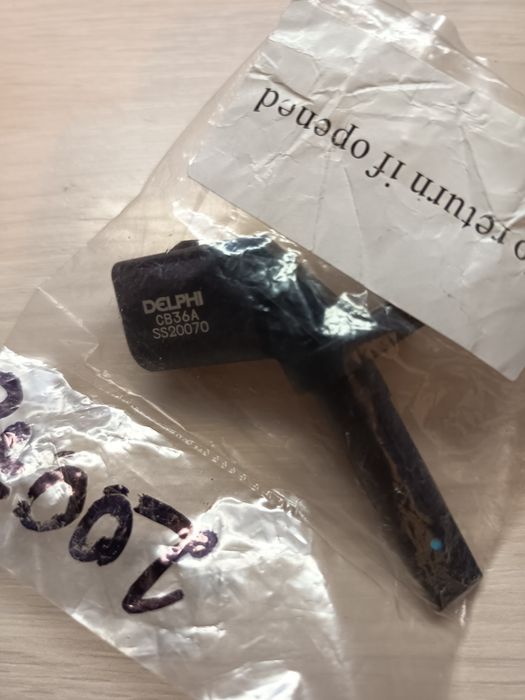 o return if opened
DELPHI
CB36A
SS20070